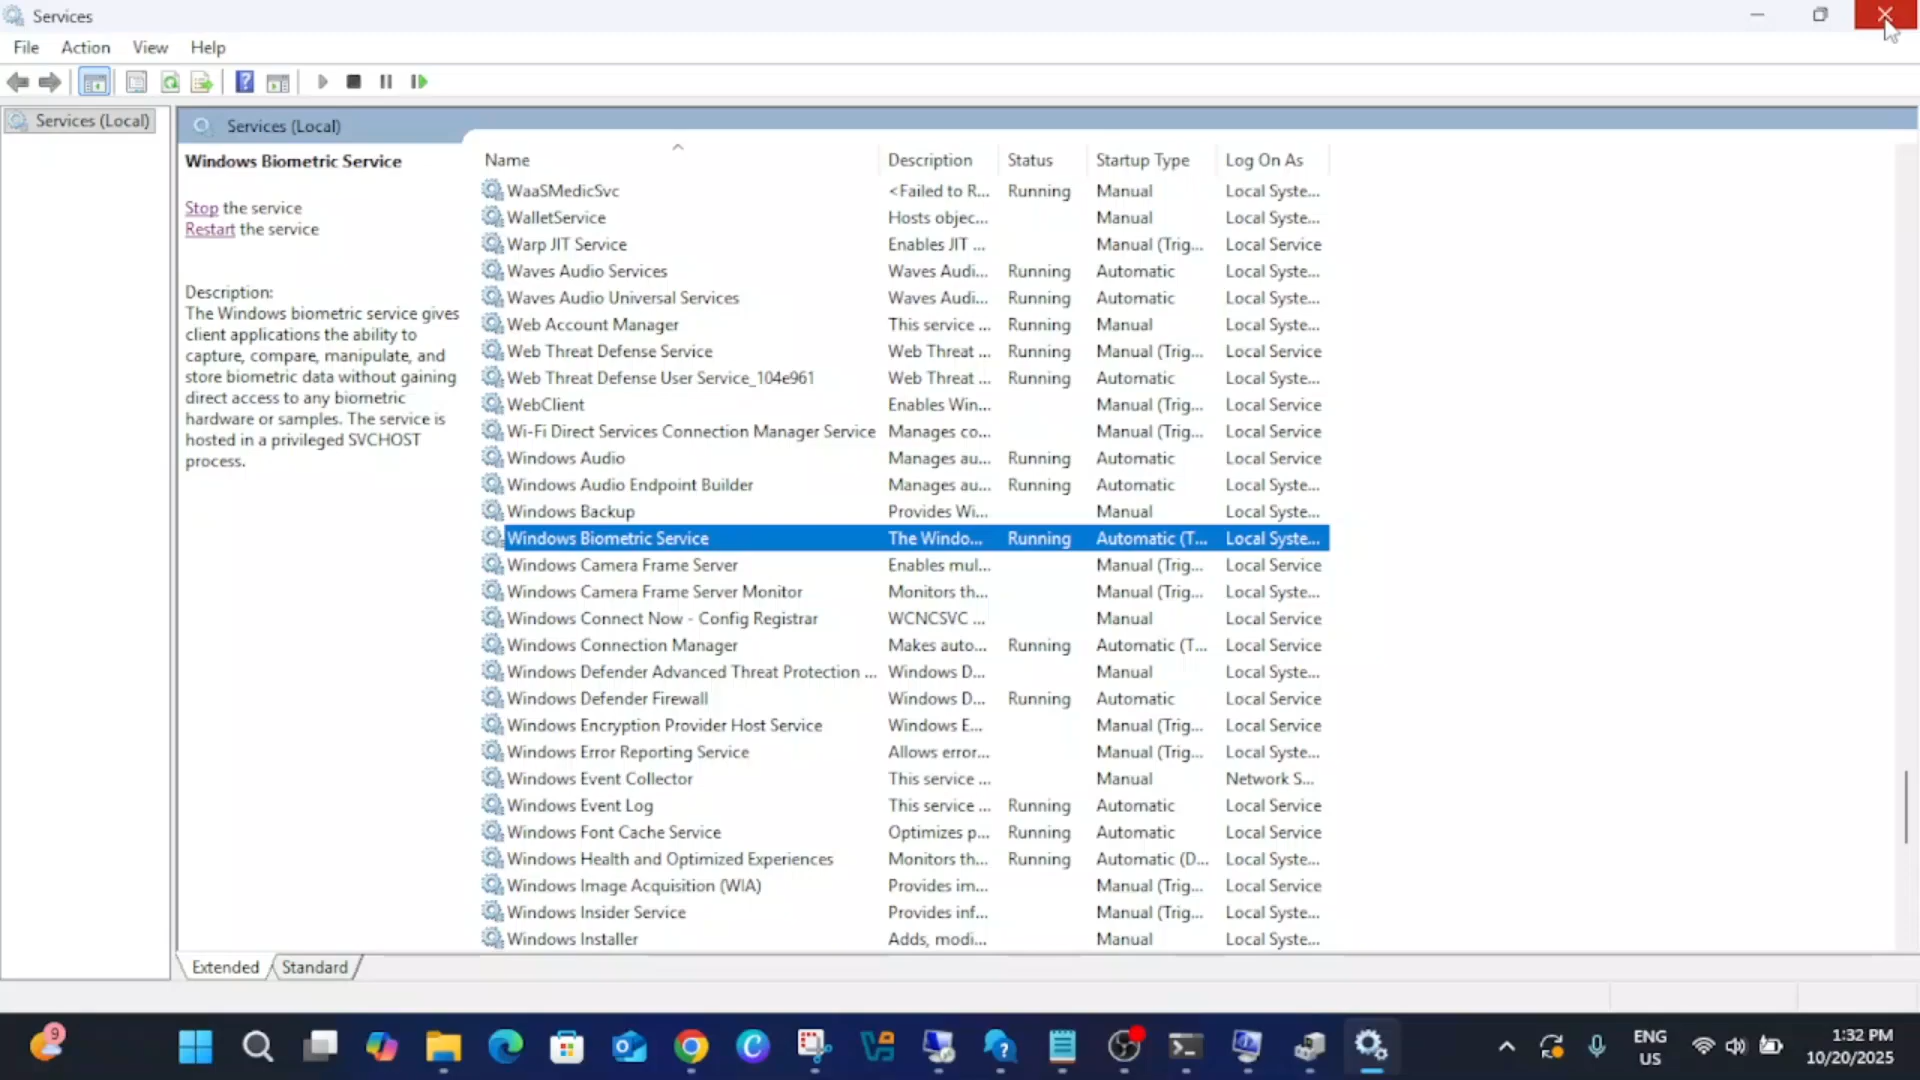 Services
File Action View Help
Services (Local)
Services (Local)
Windows Biometric Service
Stop the service
Restart the service
Description:
The Windows biometric service gives
client applications the ability to
capture, compare, manipulate, and
store biometric data without gaining
direct access to any biometric
hardware or samples. The service is
hosted in a privileged SVCHOST
process.
Name Description Status Startup Type Log On As
WaaSMedicSvc <Failed to R... Running Manual Local Syste...
WalletService Hosts objec... Manual Local Syste...
Warp JIT Service Enables JIT ... Manual (Trig... Local Service
Waves Audio Services Waves Audi... Running Automatic Local Syste...
Waves Audio Universal Services Waves Audi... Running Automatic Local Syste...
Web Account Manager This service ... Running Manual Local Syste...
Web Threat Defense Service Web Threat ... Running Manual (Trig... Local Service
Web Threat Defense User Service_104e961 Web Threat ... Running Automatic Local Syste...
WebClient Enables Win... Manual (Trig... Local Service
Wi-Fi Direct Services Connection Manager Service Manages co... Manual (Trig... Local Service
Windows Audio Manages au... Running Automatic Local Service
Windows Audio Endpoint Builder Manages au... Running Automatic Local Syste...
Windows Backup Provides Wi... Manual Local Syste...
Windows Biometric Service The Windo... Running Automatic (T... Local Syste...
Windows Camera Frame Server Enables mul... Manual (Trig... Local Service
Windows Camera Frame Server Monitor Monitors th... Manual (Trig... Local Syste...
Windows Connect Now - Config Registrar WCNCSVC ... Manual Local Service
Windows Connection Manager Makes auto... Running Automatic (T... Local Service
Windows Defender Advanced Threat Protection ... Windows D... Manual Local Syste...
Windows Defender Firewall Windows D... Running Automatic Local Service
Windows Encryption Provider Host Service Windows E... Manual (Trig... Local Service
Windows Error Reporting Service Allows error... Manual (Trig... Local Syste...
Windows Event Collector This service ... Manual Network S...
Windows Event Log This service ... Running Automatic Local Service
Windows Font Cache Service Optimizes p... Running Automatic Local Service
Windows Health and Optimized Experiences Monitors th... Running Automatic (D... Local Syste...
Windows Image Acquisition (WIA) Provides im... Manual (Trig... Local Service
Windows Insider Service Provides inf... Manual (Trig... Local Syste...
Windows Installer Adds, modi... Manual Local Syste...
Extended Standard
9
ENG
US
1:32 PM
10/20/2025